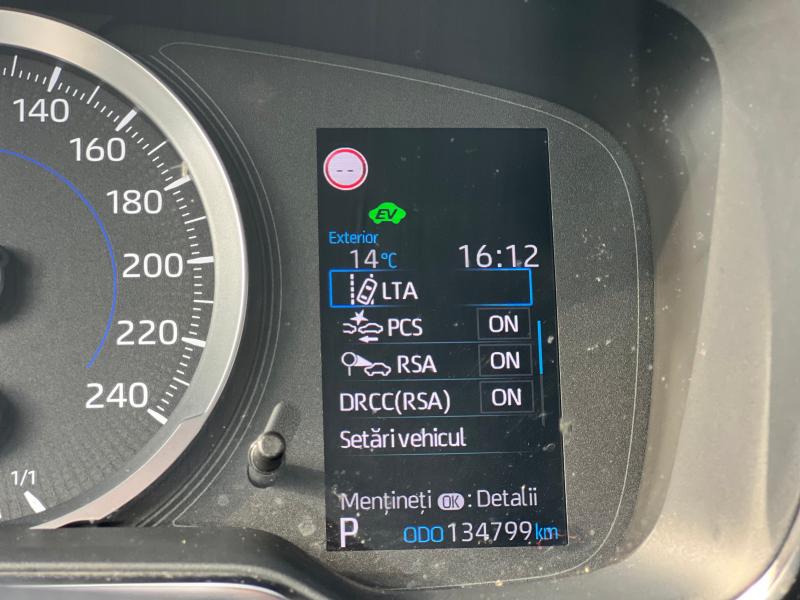 140
160
180
200
220
240
1/1
--
EV
Exterior
14°C 16:12
LTA
PCS ON
RSA ON
DRCC(RSA) ON
Setări vehicul
Mențineți OK : Detalii
P ODO 134799 km